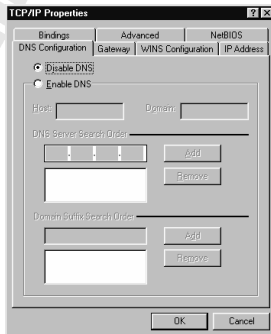 TCP/IP Properties
Bindings Advanced NetBIOS
DNS Configuration Gateway WINS Configuration IP Address
Disable DNS
Enable DNS
Host: Domain:
DNS Server Search Order
Add
Remove
Domain Suffix Search Order
Add
Remove
OK Cancel